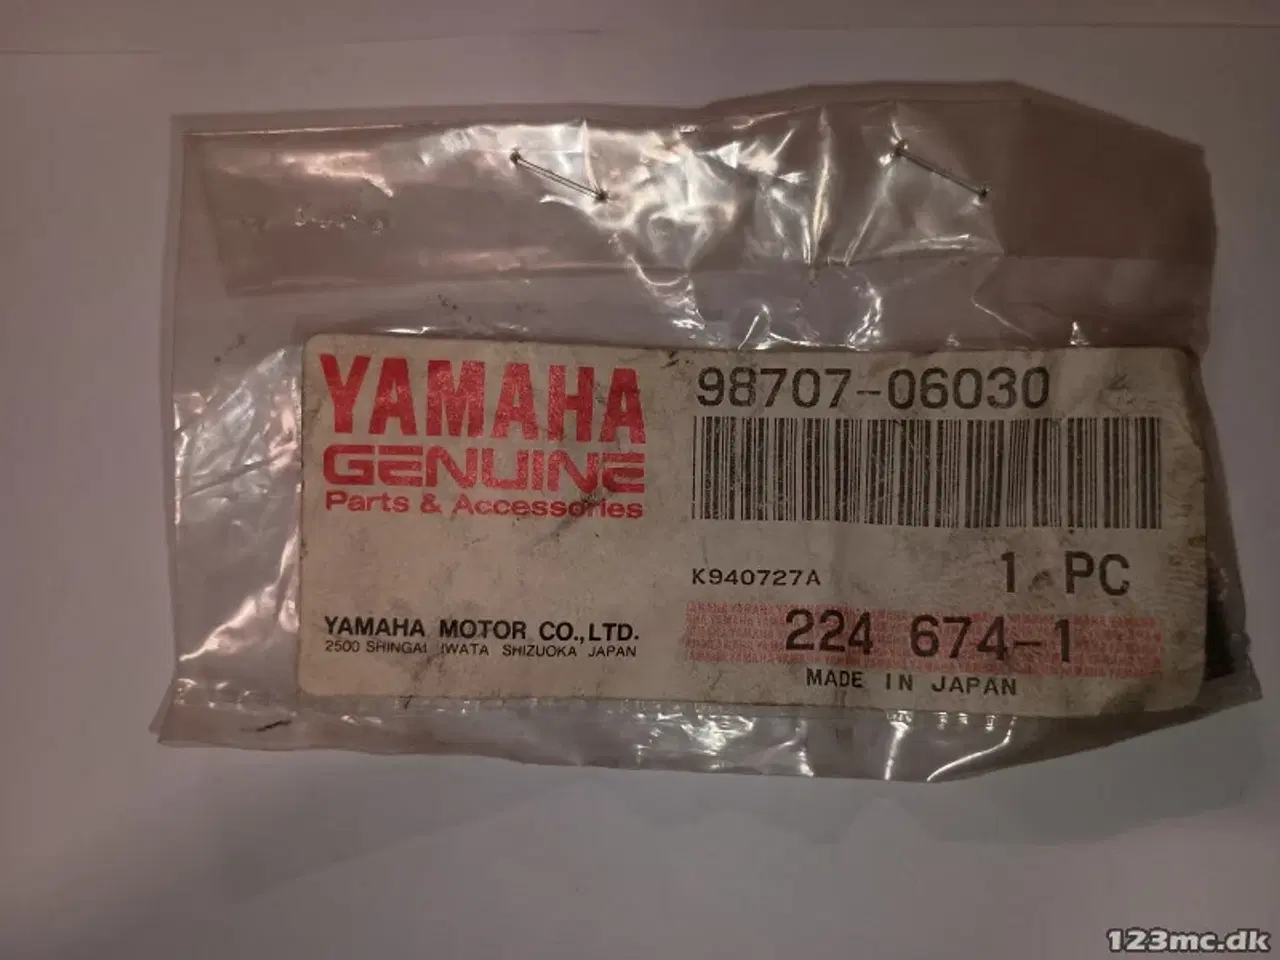 YAMAHA
GENUINE
Parts & Accessories
YAMAHA MOTOR CO.,LTD.
2500 SHINGAI IWATA SHIZUOKA JAPAN
98707-06030
K940727A
1 PC
224 674-1
MADE IN JAPAN
123mc.dk